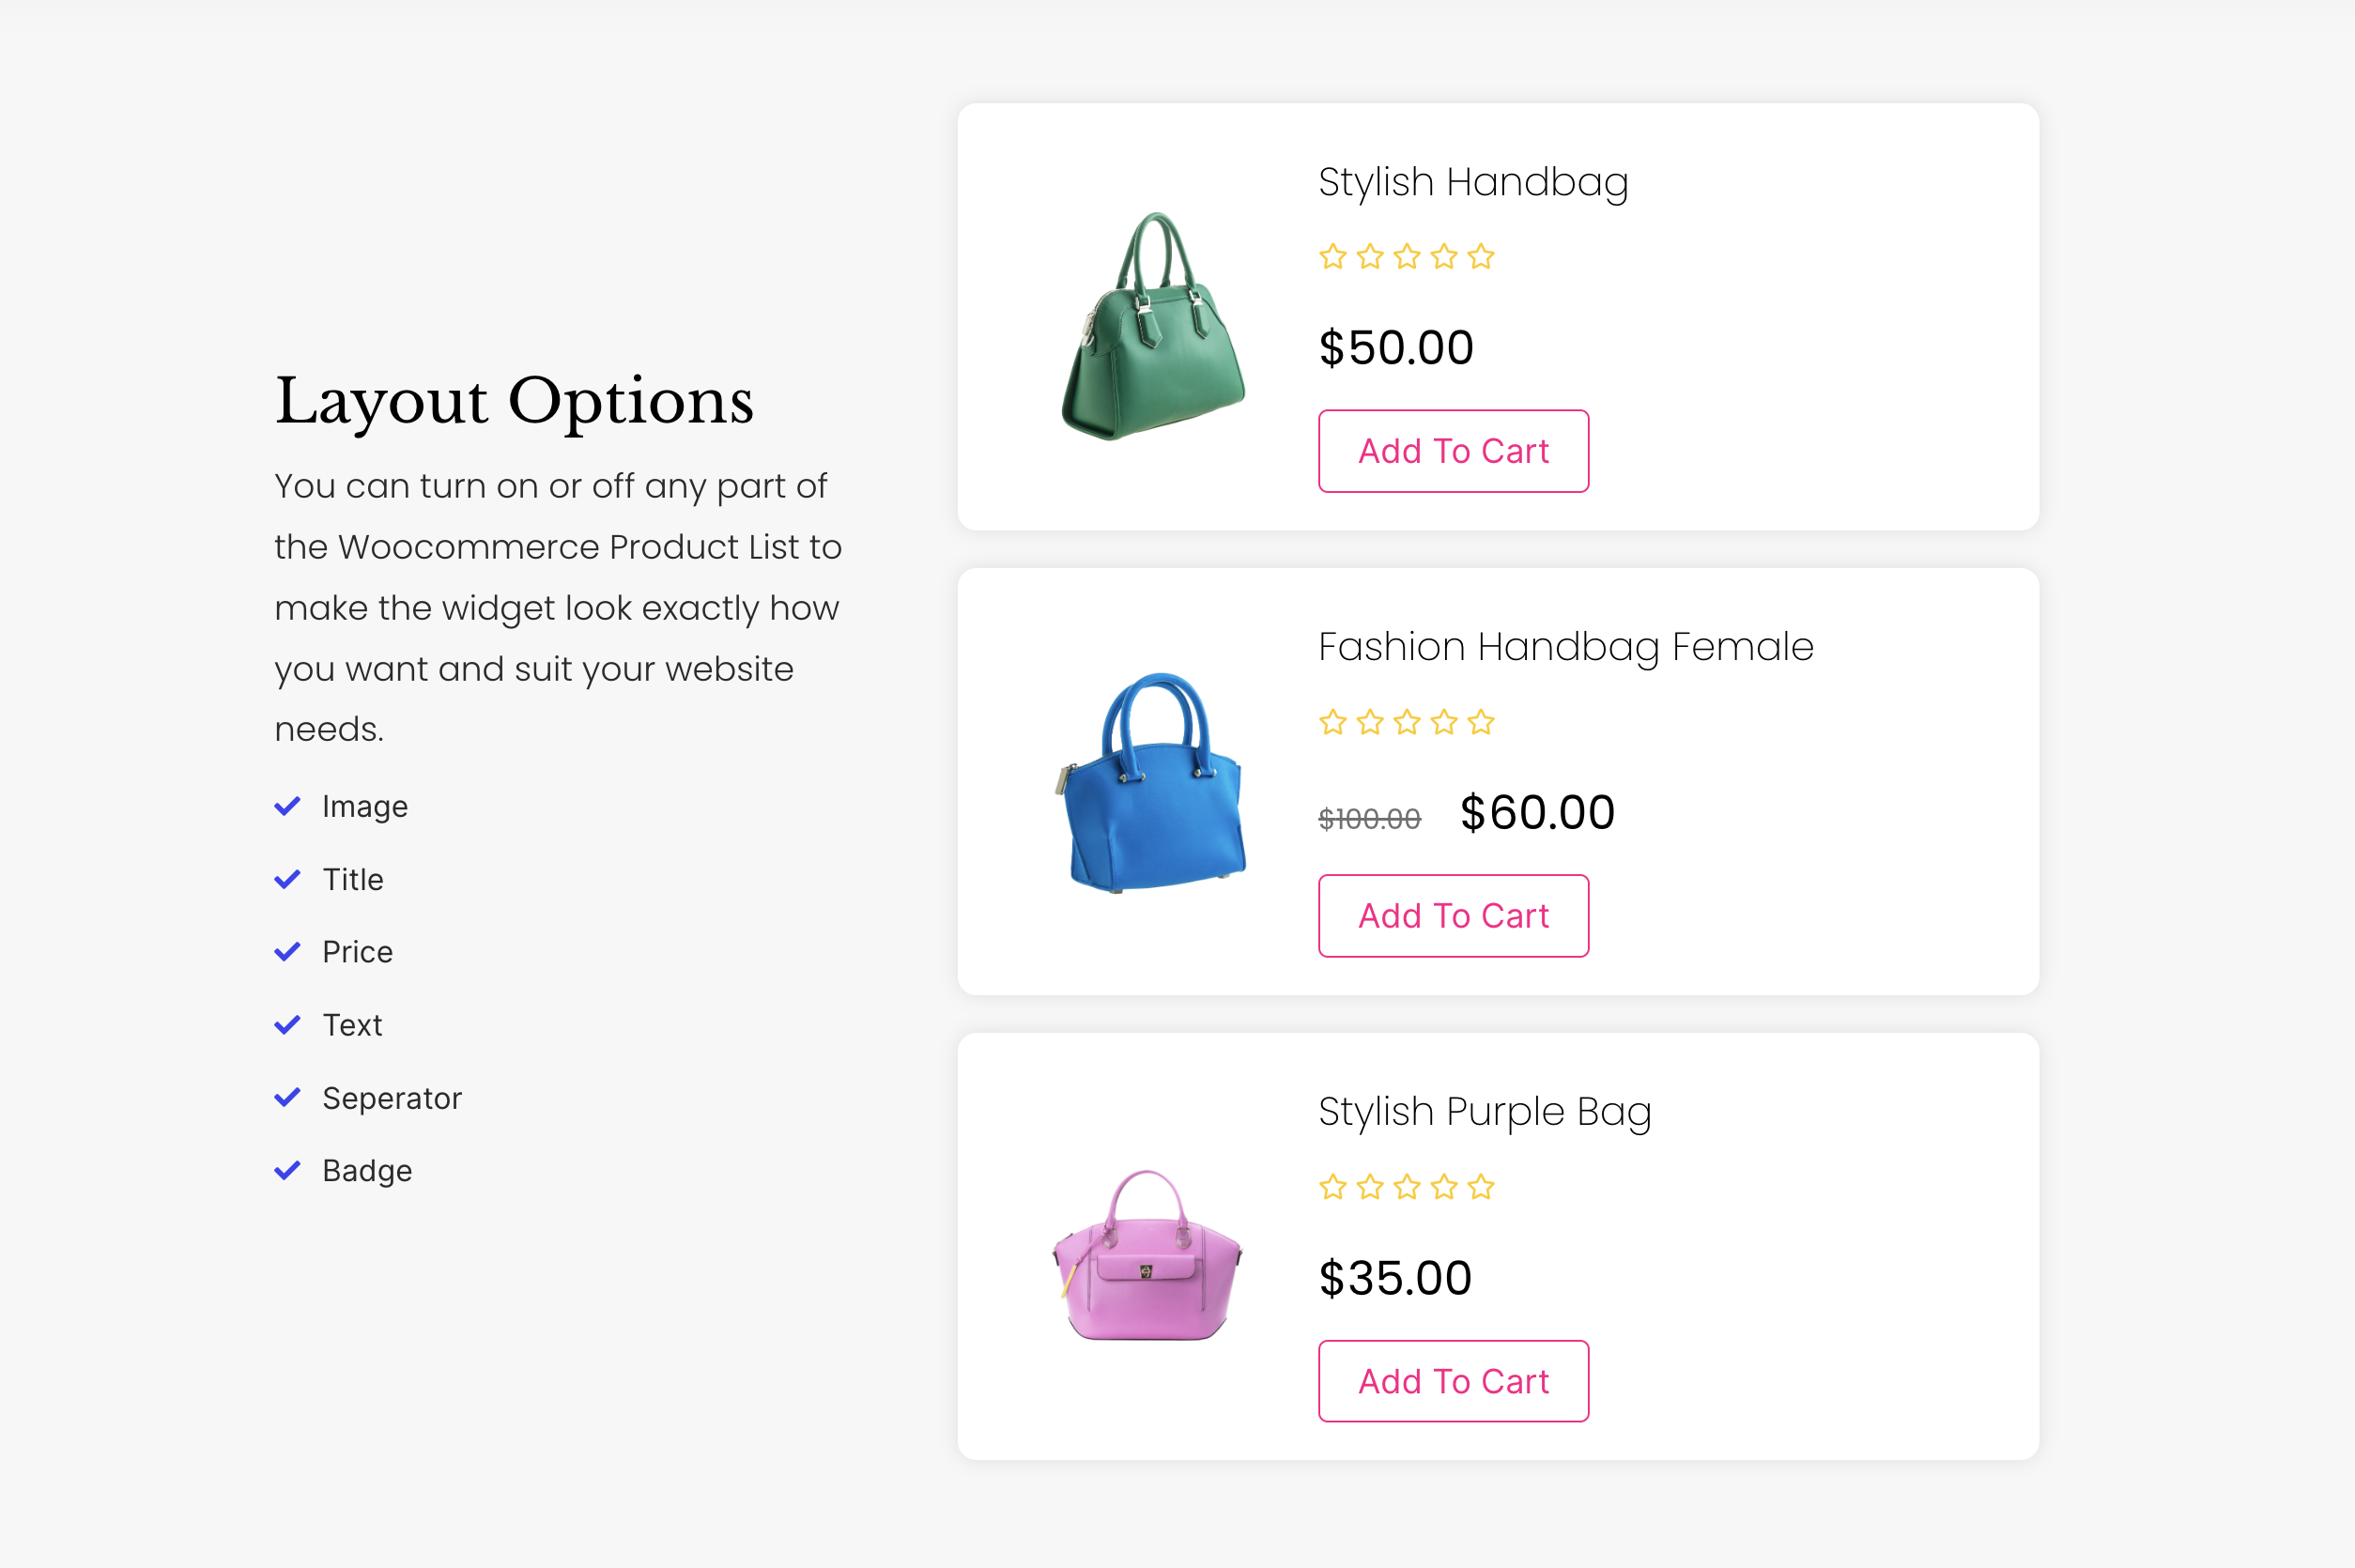 Layout Options
You can turn on or off any part of
the Woocommerce Product List to
make the widget look exactly how
you want and suit your website
needs.
Image
Title
Price
Text
Seperator
Badge
Stylish Handbag
$50.00
Add To Cart
Fashion Handbag Female
$100.00 $60.00
Add To Cart
Stylish Purple Bag
$35.00
Add To Cart